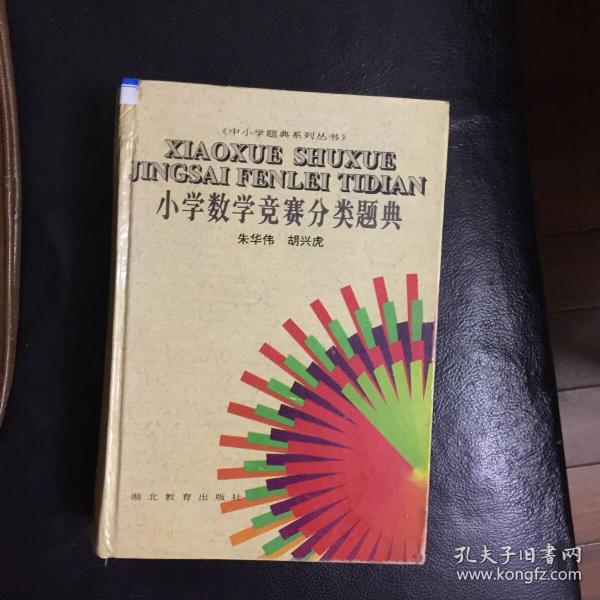 《中小学题典系列丛书》
XIAOXUE SHUXUE
JINGSAI FENLEI TIDIAN
小学数学竞赛分类题典
朱华伟 胡兴虎
湖北教育出版社
孔夫子旧书网
www.kongfz.com